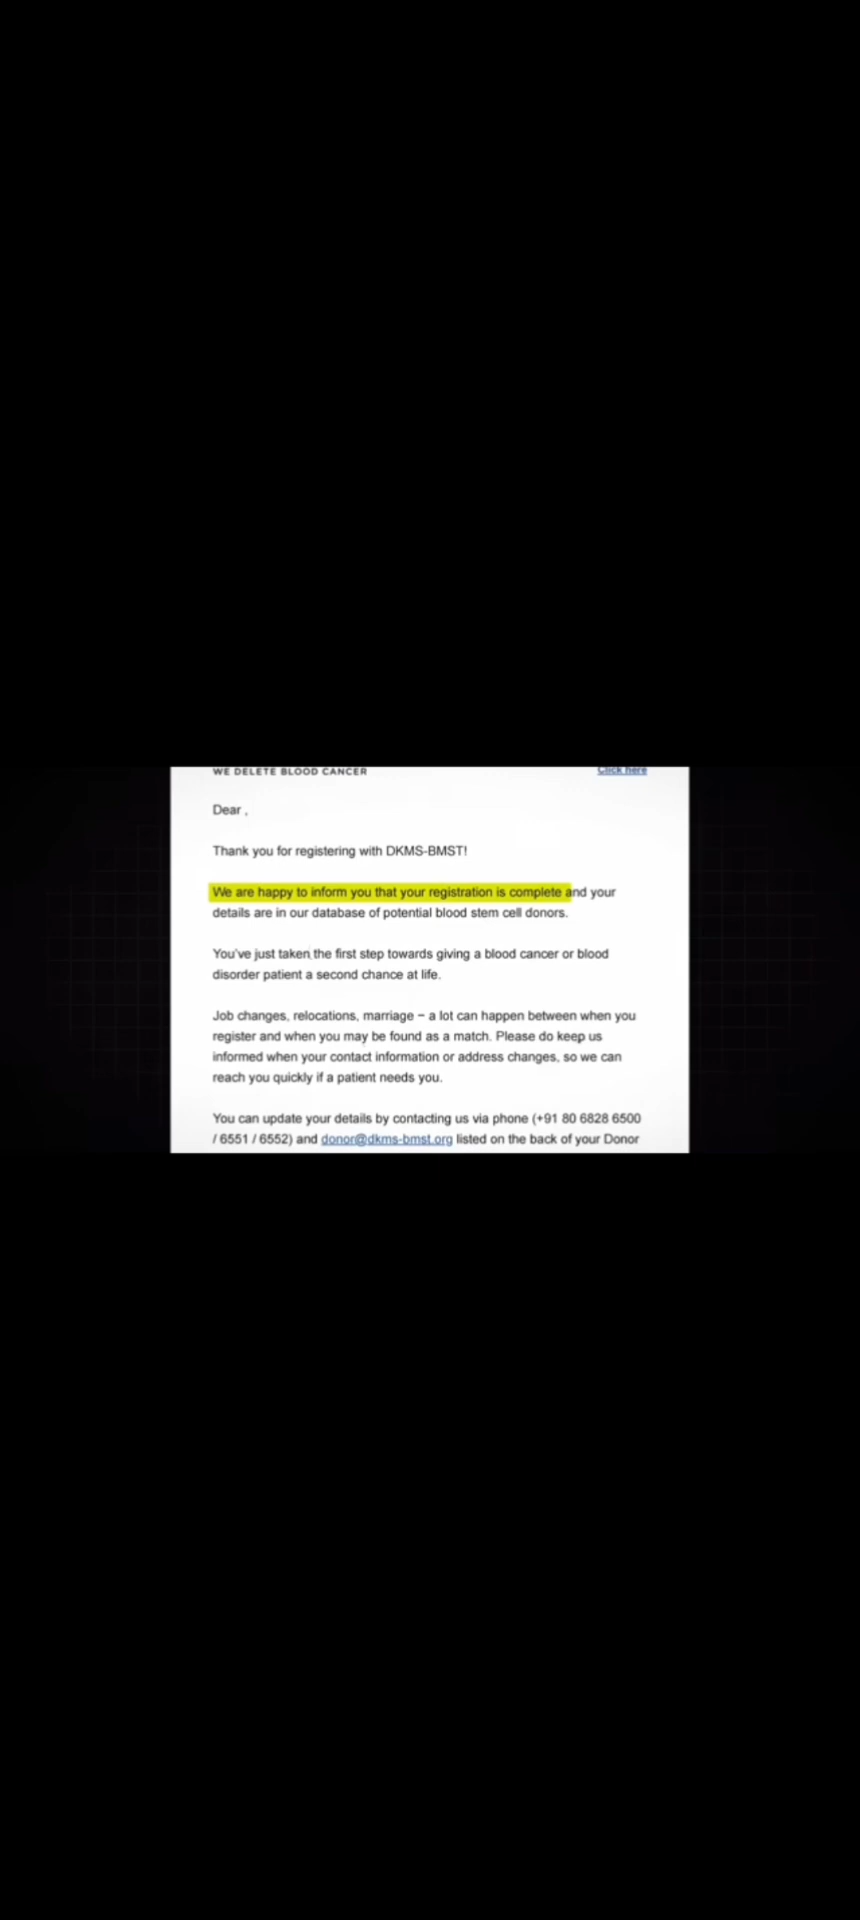 WE DELETE BLOOD CANCER
Click here
Dear ,
Thank you for registering with DKMS-BMST!
We are happy to inform you that your registration is complete and your
details are in our database of potential blood stem cell donors.
You've just taken the first step towards giving a blood cancer or blood
disorder patient a second chance at life.
Job changes, relocations, marriage – a lot can happen between when you
register and when you may be found as a match. Please do keep us
informed when your contact information or address changes, so we can
reach you quickly if a patient needs you.
You can update your details by contacting us via phone (+91 80 6828 6500
/ 6551 / 6552) and donor@dkms-bmst.org listed on the back of your Donor